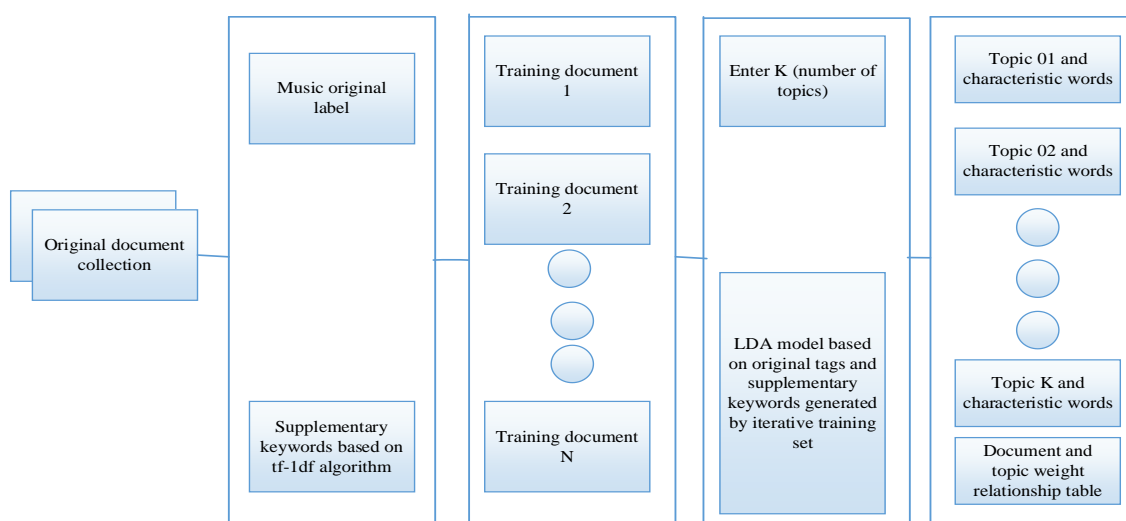 Original document
collection
Music original
label
Supplementary
keywords based on
tf-1df algorithm
Training document
1
Training document
2
Training document
N
Enter K (number of
topics)
LDA model based
on original tags and
supplementary
keywords generated
by iterative training
set
Topic 01 and
characteristic words
Topic 02 and
characteristic words
Topic K and
characteristic words
Document and
topic weight
relationship table